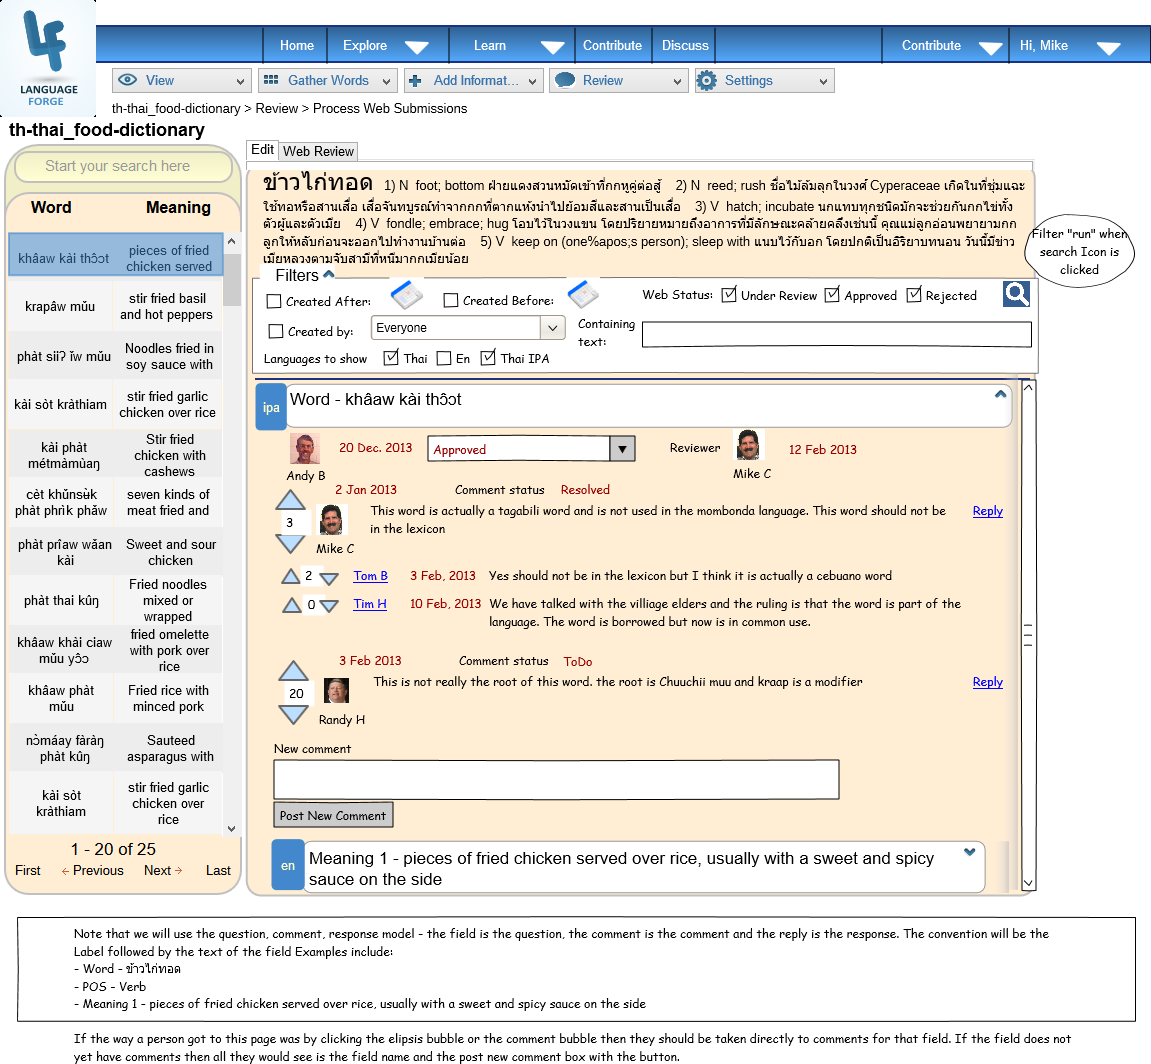 LANGUAGE
FORGE
Home Explore Learn Contribute Discuss Contribute Hi, Mike
View Gather Words Add Informat... Review Settings
th-thai_food-dictionary > Review > Process Web Submissions
th-thai_food-dictionary
Start your search here
Word Meaning
khâaw kài thɔ̂ɔt pieces of fried
chicken served
krapâw mǔu stir fried basil
and hot peppers
phàt siiʔ ǐw mǔu Noodles fried in
soy sauce with
kài sòt kràthiam stir fried garlic
chicken over rice
kài phàt
métmàmùaŋ
Stir fried
chicken with
cashews
cèt khǔnsʉ̀k
phàt phrìk phǎw
seven kinds of
meat fried and
phàt prîaw wǎan
kài
Sweet and sour
chicken
phàt thai kûŋ
Fried noodles
mixed or
wrapped
khâaw khài ciaw
mǔu yɔ̂ɔ
fried omelette
with pork over
rice
khâaw phàt
mǔu
Fried rice with
minced pork
nɔ̀máay fàràŋ
phàt kûŋ
Sauteed
asparagus with
kài sòt
kràthiam
stir fried garlic
chicken over
rice
1 - 20 of 25
First Previous Next Last
Edit Web Review
ข้าวไก่ทอด 1) N foot; bottom ฝ่ายแดงสวนหมัดเข้าที่กกหูคู่ต่อสู้ 2) N reed; rush ชื่อไม้ล้มลุกในวงศ์ Cyperaceae เกิดในที่ชุ่มแฉะ
ใช้ทอหรือสานเสื่อ เสื่อจันทบูรณ์ทำจากกกที่ตากแห้งนำไปย้อมสีและสานเป็นเสื่อ 3) V hatch; incubate นกแทบทุกชนิดมักจะช่วยกันกกไข่ทั้ง
ตัวผู้และตัวเมีย 4) V fondle; embrace; hug โอบไว้ในวงแขน โดยปริยายหมายถึงอาการที่มีลักษณะคล้ายคลึงเช่นนี้ คุณแม่ลูกอ่อนพยายามกก
ลูกให้หลับก่อนจะออกไปทำงานบ้านต่อ 5) V keep on (one%apos;s person); sleep with แนบไว้กับอก โดยปกติเป็นอิริยาบทนอน วันนี้มีข่าว
เมียหลวงตามจับสามีที่หนีมากกเมียน้อย
Filter "run" when
search Icon is
clicked
Filters
Created After: Created Before: Web Status: Under Review Approved Rejected
Created by: Everyone Containing
text:
Languages to show Thai En Thai IPA
ipa Word - khâaw kài thɔ̂ɔt
20 Dec. 2013 Approved Reviewer 12 Feb 2013
Andy B Mike C
2 Jan 2013 Comment status Resolved
3 This word is actually a tagabili word and is not used in the mombonda language. This word should not be Reply
in the lexicon
Mike C
2 Tom B 3 Feb, 2013 Yes should not be in the lexicon but I think it is actually a cebuano word
0 Tim H 10 Feb, 2013 We have talked with the villiage elders and the ruling is that the word is part of the
language. The word is borrowed but now is in common use.
3 Feb 2013 Comment status ToDo
20 This is not really the root of this word. the root is Chuuchii muu and kraap is a modifier Reply
Randy H
New comment
Post New Comment
en Meaning 1 - pieces of fried chicken served over rice, usually with a sweet and spicy
sauce on the side
Note that we will use the question, comment, response model - the field is the question, the comment is the comment and the reply is the response. The convention will be the
Label followed by the text of the field Examples include:
- Word - ข้าวไก่ทอด
- POS - Verb
- Meaning 1 - pieces of fried chicken served over rice, usually with a sweet and spicy sauce on the side
If the way a person got to this page was by clicking the elipsis bubble or the comment bubble then they should be taken directly to comments for that field. If the field does not
yet have comments then all they would see is the field name and the post new comment box with the button.